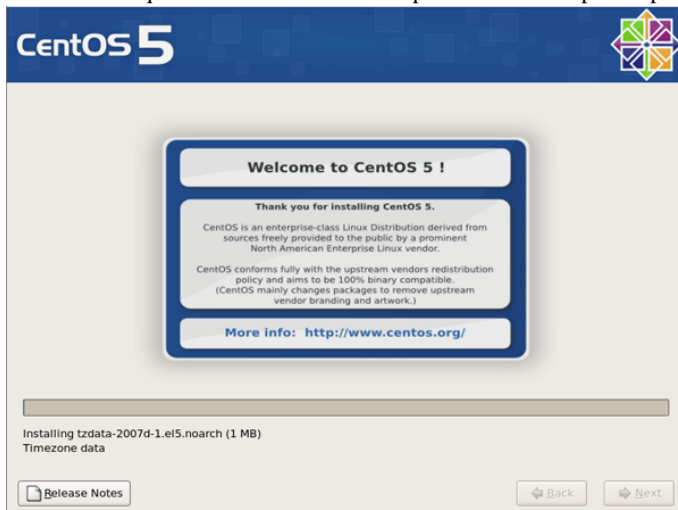 CentOS 5
Welcome to CentOS 5 !
Thank you for installing CentOS 5.
CentOS is an enterprise-class Linux Distribution derived from
sources freely provided to the public by a prominent
North American Enterprise Linux vendor.
CentOS conforms fully with the upstream vendors redistribution
policy and aims to be 100% binary compatible.
(CentOS mainly changes packages to remove upstream
vendor branding and artwork.)
More info: http://www.centos.org/
Installing tzdata-2007d-1.el5.noarch (1 MB)
Timezone data
Release Notes
Back
Next